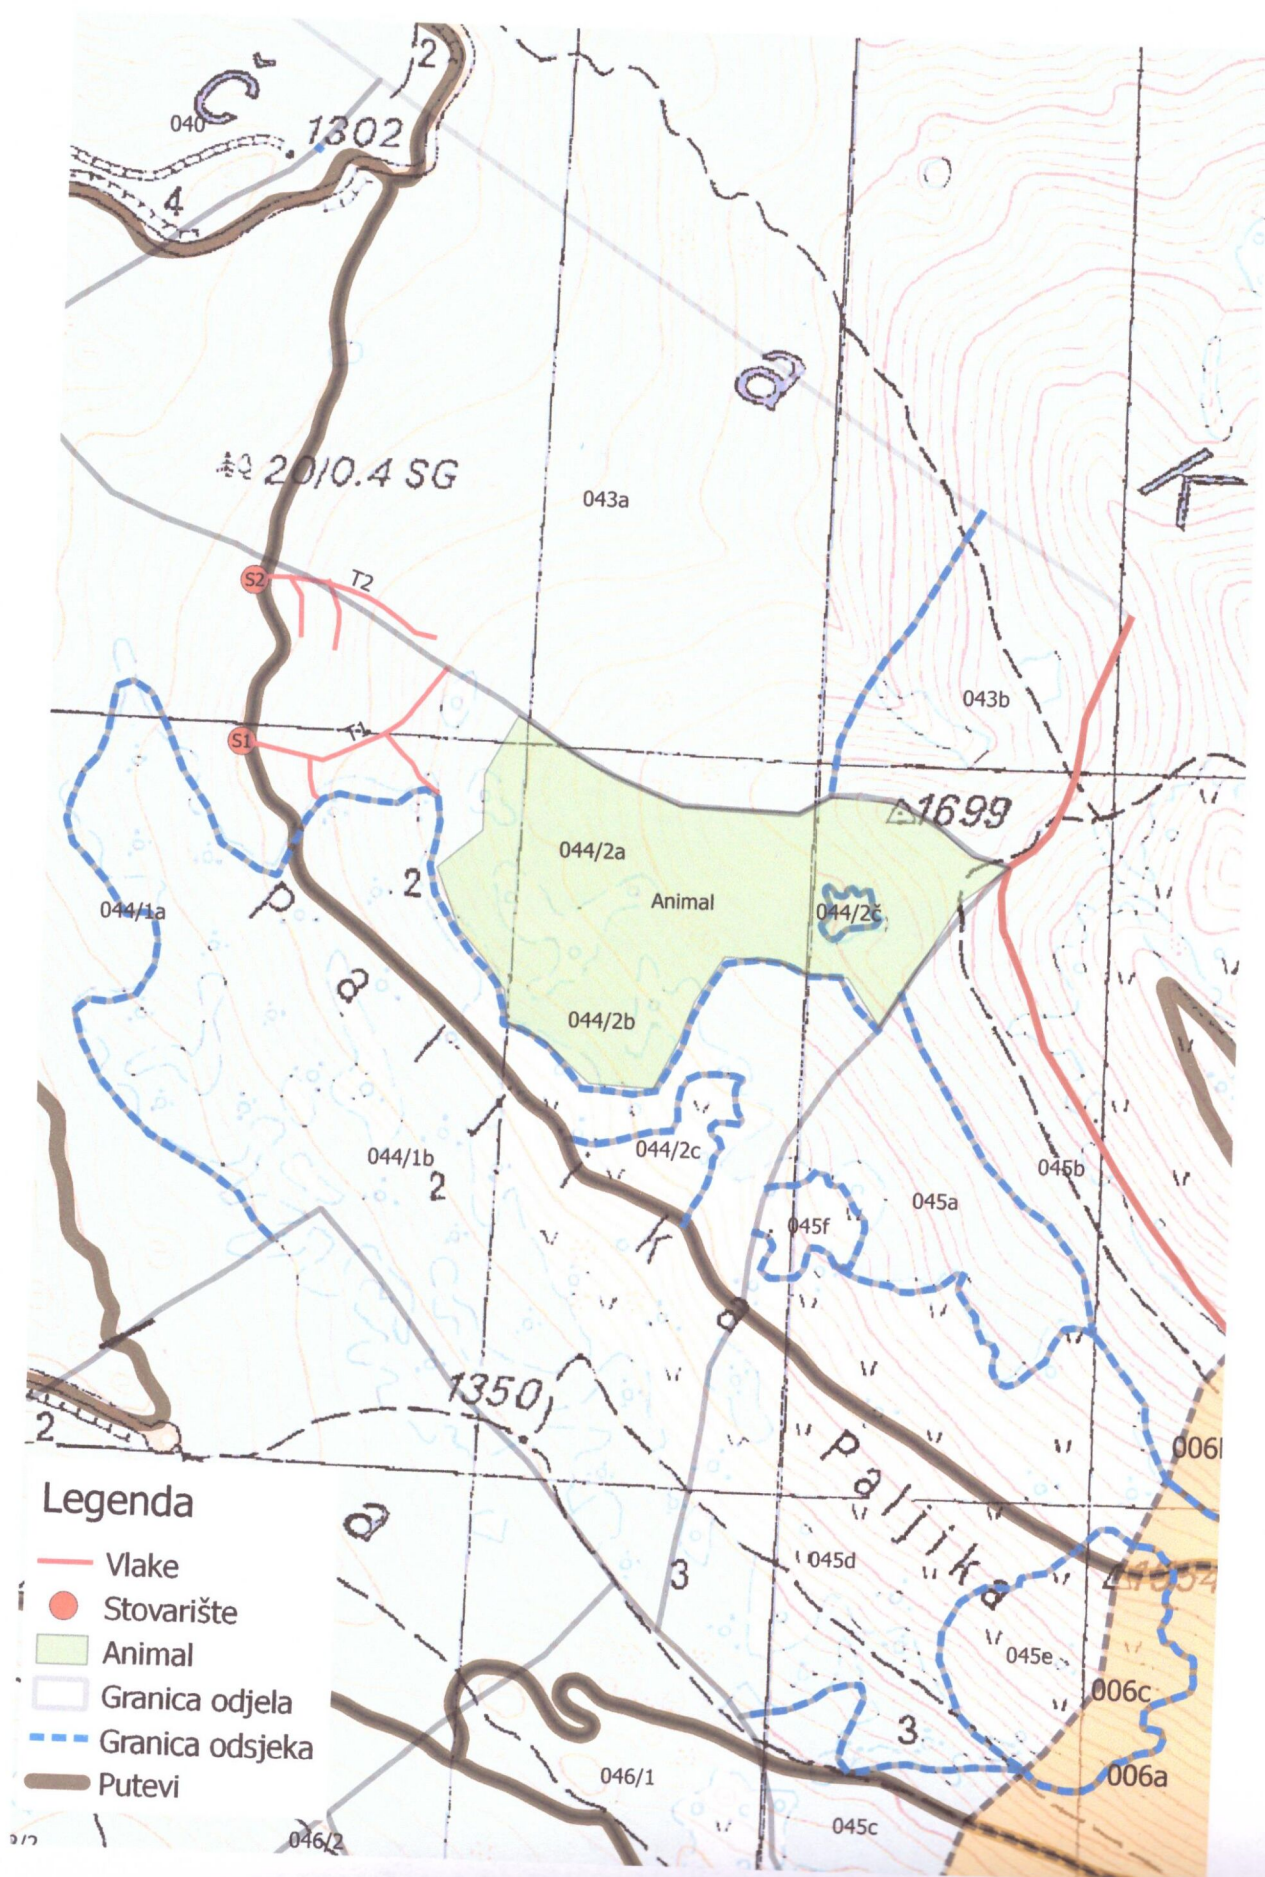 2
Č
040
1302
4
a
K
20/0.4 SG
043a
S2
T2
043b
S1
T1
1699
044/2a
2
Animal
044/2č
044/1a
P
a
044/2b
l
j
044/1b
2
044/2c
045b
045a
045f
k
a
1350
2
006
Paljika
Legenda
a
3
045d
1634
Vlake
Stovarište
Animal
Granica odjela
Granica odsjeka
Putevi
045e
006c
3
006a
046/1
045c
046/2